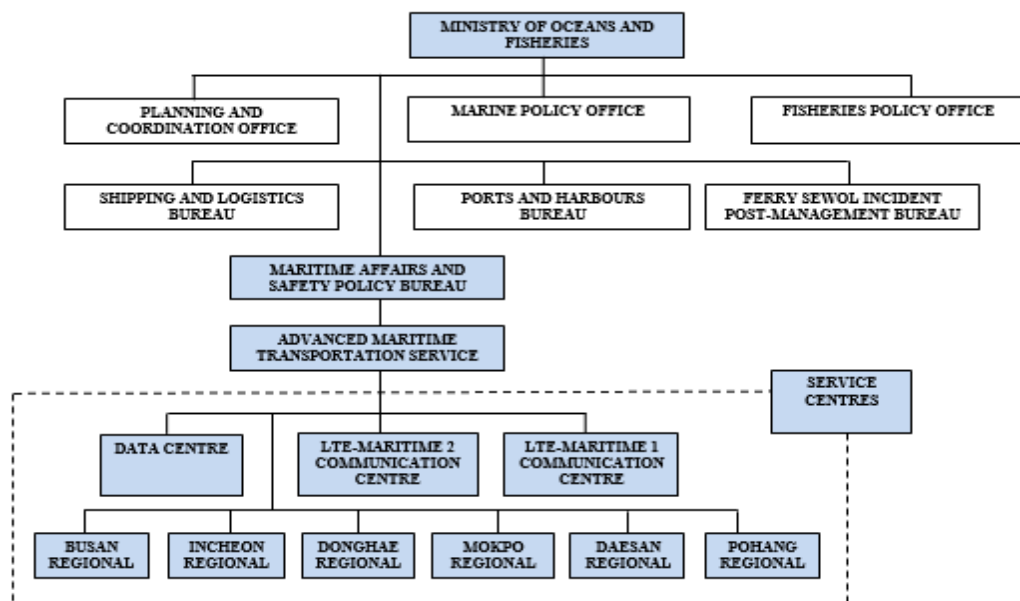 MINISTRY OF OCEANS AND
FISHERIES
PLANNING AND
COORDINATION OFFICE
MARINE POLICY OFFICE
FISHERIES POLICY OFFICE
SHIPPING AND LOGISTICS
BUREAU
PORTS AND HARBOURS
BUREAU
FERRY SEWOL INCIDENT
POST-MANAGEMENT BUREAU
MARITIME AFFAIRS AND
SAFETY POLICY BUREAU
ADVANCED MARITIME
TRANSPORTATION SERVICE
SERVICE
CENTRES
DATA CENTRE
LTE-MARITIME 2
COMMUNICATION
CENTRE
LTE-MARITIME 1
COMMUNICATION
CENTRE
BUSAN
REGIONAL
INCHEON
REGIONAL
DONGHAE
REGIONAL
MOKPO
REGIONAL
DAESAN
REGIONAL
POHANG
REGIONAL